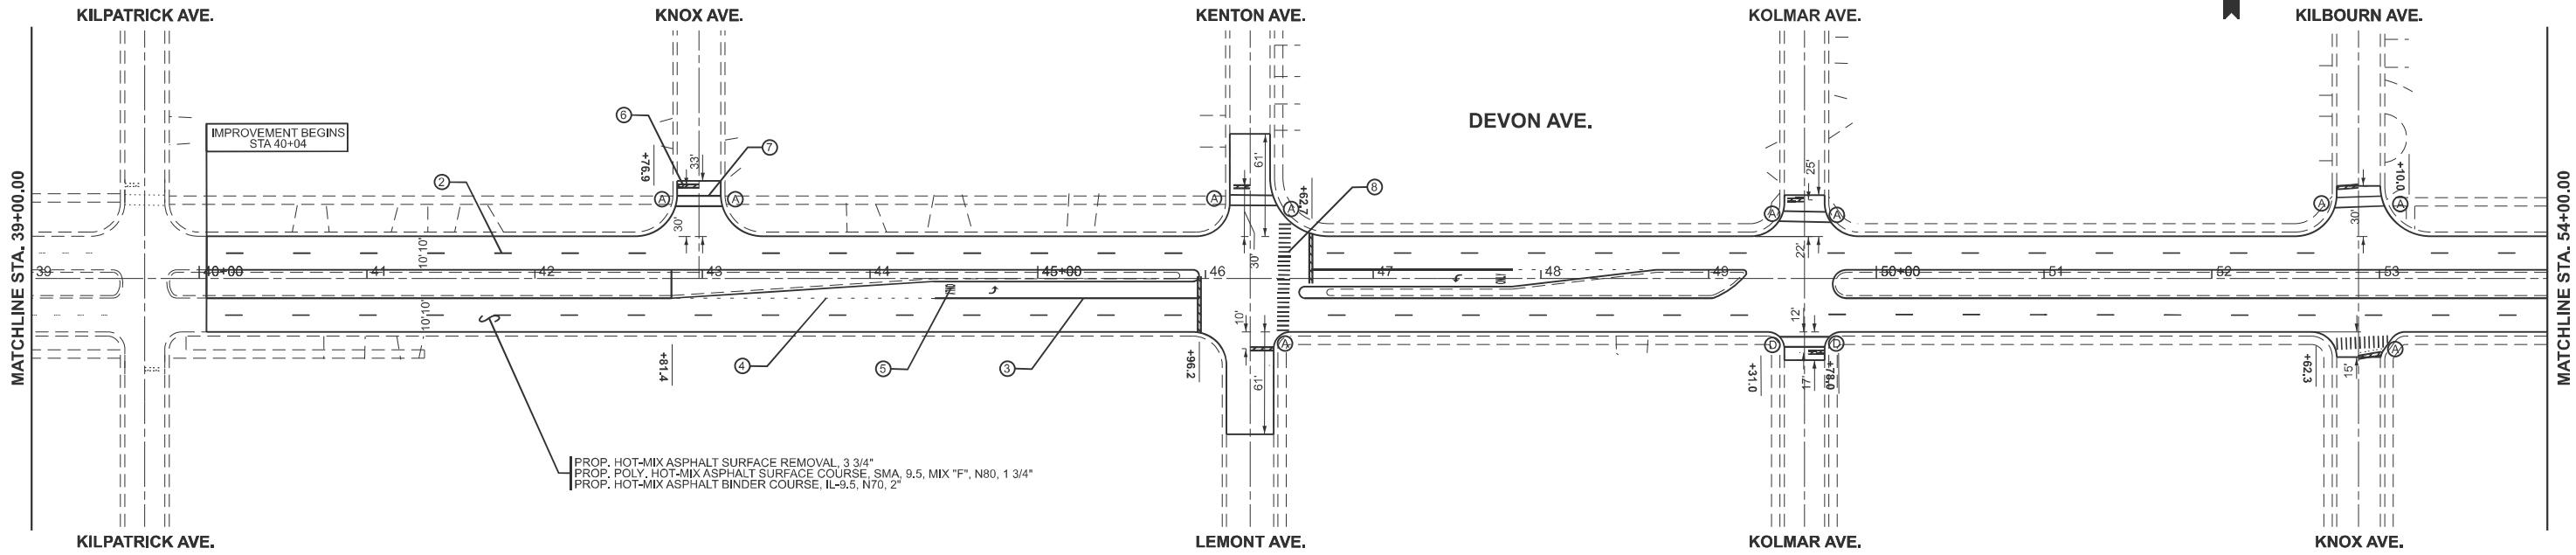 KILPATRICK AVE.
KNOX AVE.
KENTON AVE.
KOLMAR AVE.
KILBOURN AVE.
MATCHLINE STA. 39+00.00
IMPROVEMENT BEGINS
STA 40+04
DEVON AVE.
6
7
2
8
+76.9
33'
30'
A
A
A
A
61'
30'
+62.7
25'
22'
A
A
A
A
+10.0
30'
10' 10'
10' 10'
39
40+00
41
42
43
44
45+00
46
47
48
49
50+00
51
52
53
+81.4
4
5
3
+96.2
10'
61'
A
12'
D
D
+31.0
17'
+78.0
+62.3
15'
A
PROP. HOT-MIX ASPHALT SURFACE REMOVAL, 3 3/4"
PROP. POLY. HOT-MIX ASPHALT SURFACE COURSE, SMA, 9.5, MIX "F", N80, 1 3/4"
PROP. HOT-MIX ASPHALT BINDER COURSE, IL-9.5, N70, 2"
MATCHLINE STA. 54+00.00
KILPATRICK AVE.
LEMONT AVE.
KOLMAR AVE.
KNOX AVE.